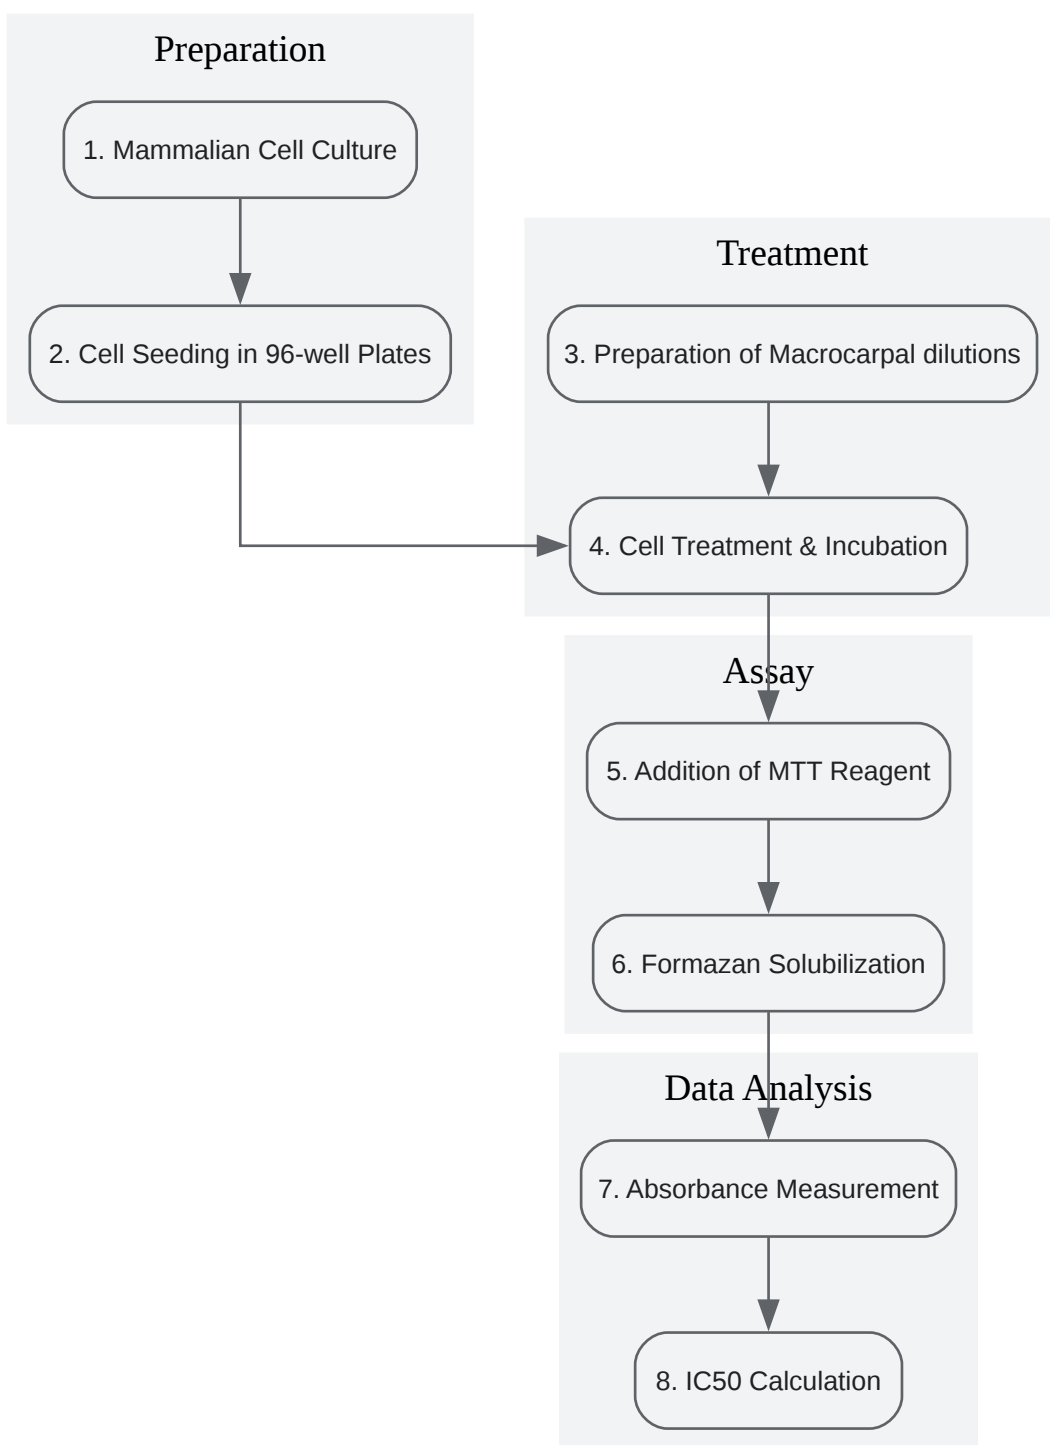 Preparation
1. Mammalian Cell Culture
2. Cell Seeding in 96-well Plates
Treatment
3. Preparation of Macrocarpal dilutions
4. Cell Treatment & Incubation
Assay
5. Addition of MTT Reagent
6. Formazan Solubilization
Data Analysis
7. Absorbance Measurement
8. IC50 Calculation